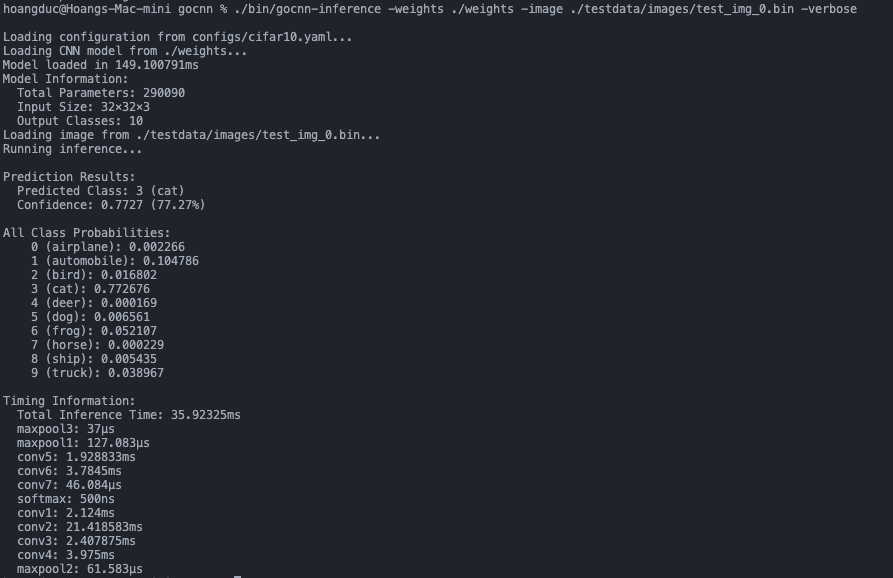 hoangduc@Hoangs-Mac-mini gocnn % ./bin/gocnn-inference -weights ./weights -image ./testdata/images/test_img_0.bin -verbose
Loading configuration from configs/cifar10.yaml...
Loading CNN model from ./weights...
Model loaded in 149.100791ms
Model Information:
  Total Parameters: 290090
  Input Size: 32×32×3
  Output Classes: 10
Loading image from ./testdata/images/test_img_0.bin...
Running inference...
Prediction Results:
  Predicted Class: 3 (cat)
  Confidence: 0.7727 (77.27%)
All Class Probabilities:
    0 (airplane): 0.002266
    1 (automobile): 0.104786
    2 (bird): 0.016802
    3 (cat): 0.772676
    4 (deer): 0.000169
    5 (dog): 0.006561
    6 (frog): 0.052107
    7 (horse): 0.000229
    8 (ship): 0.005435
    9 (truck): 0.038967
Timing Information:
  Total Inference Time: 35.92325ms
  maxpool3: 37µs
  maxpool1: 127.083µs
  conv5: 1.928833ms
  conv6: 3.7845ms
  conv7: 46.084µs
  softmax: 500ns
  conv1: 2.124ms
  conv2: 21.418583ms
  conv3: 2.407875ms
  conv4: 3.975ms
  maxpool2: 61.583µs